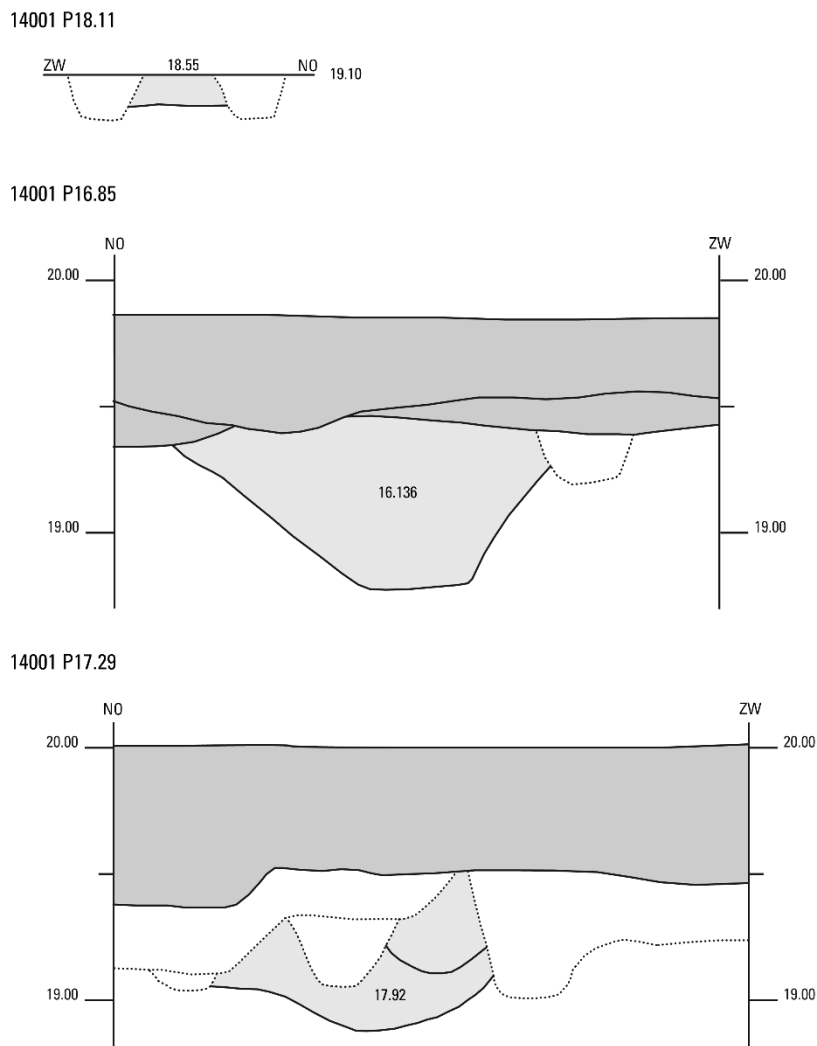 14001 P18.11
ZW 18.55 NO 19.10
14001 P16.85
NO ZW
20.00 20.00
16.136
19.00 19.00
14001 P17.29
NO ZW
20.00 20.00
19.00 17.92 19.00